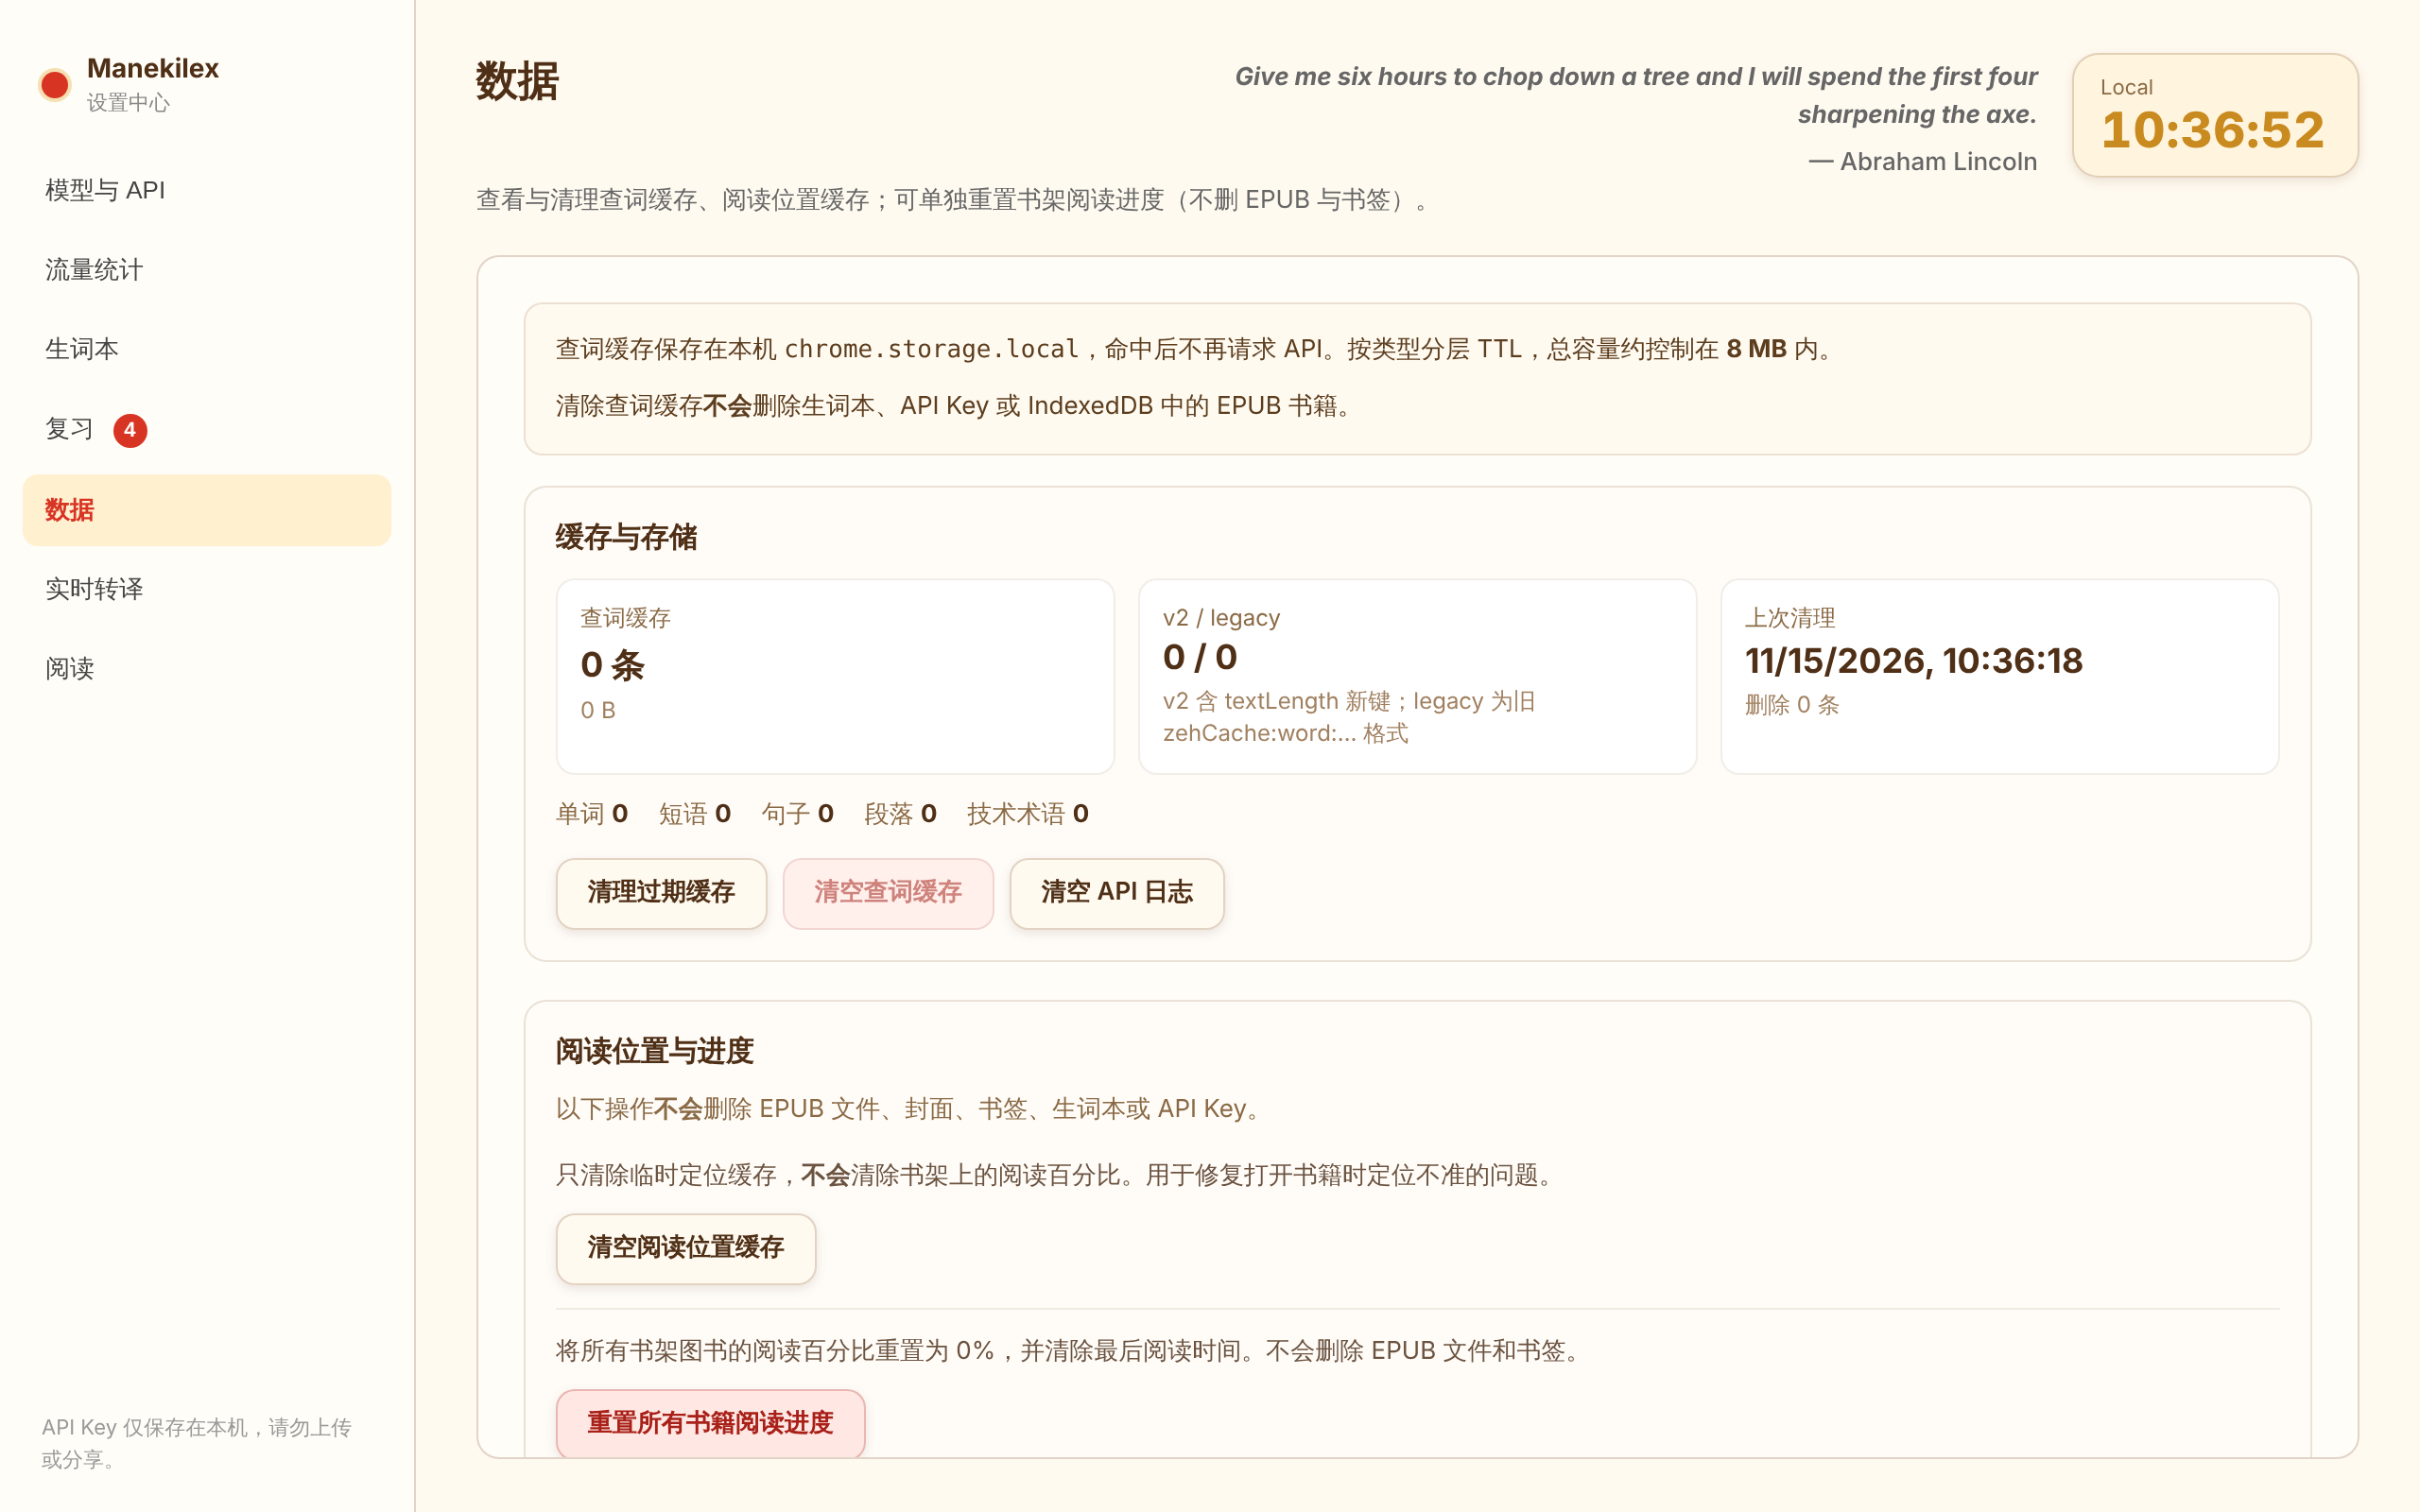 Manekilex
设置中心
模型与 API
流量统计
生词本
复习 4
数据
实时转译
阅读
API Key 仅保存在本机，请勿上传
或分享。
数据
Give me six hours to chop down a tree and I will spend the first four
sharpening the axe.
— Abraham Lincoln
Local
10:36:52
查看与清理查词缓存、阅读位置缓存；可单独重置书架阅读进度（不删 EPUB 与书签）。
查词缓存保存在本机 chrome.storage.local，命中后不再请求 API。按类型分层 TTL，总容量约控制在 8 MB 内。
清除查词缓存不会删除生词本、API Key 或 IndexedDB 中的 EPUB 书籍。
缓存与存储
查词缓存
0 条
0 B
v2 / legacy
0 / 0
v2 含 textLength 新键；legacy 为旧
zehCache:word:... 格式
上次清理
11/15/2026, 10:36:18
删除 0 条
单词 0 短语 0 句子 0 段落 0 技术术语 0
清理过期缓存 清空查词缓存 清空 API 日志
阅读位置与进度
以下操作不会删除 EPUB 文件、封面、书签、生词本或 API Key。
只清除临时定位缓存，不会清除书架上的阅读百分比。用于修复打开书籍时定位不准的问题。
清空阅读位置缓存
将所有书架图书的阅读百分比重置为 0%，并清除最后阅读时间。不会删除 EPUB 文件和书签。
重置所有书籍阅读进度